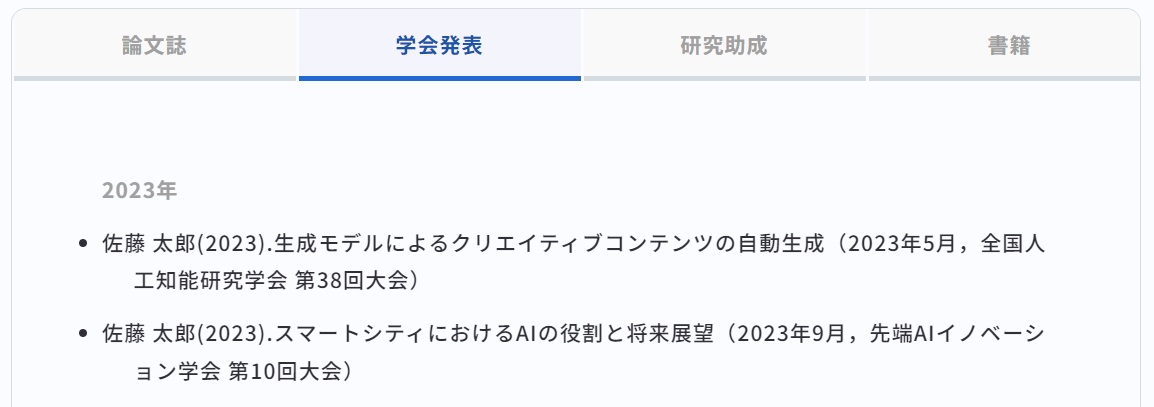 論文誌
学会発表
研究助成
書籍
2023年
佐藤 太郎(2023).生成モデルによるクリエイティブコンテンツの自動生成（2023年5月，全国人
工知能研究学会 第38回大会）
佐藤 太郎(2023).スマートシティにおけるAIの役割と将来展望（2023年9月，先端AIイノベーシ
ョン学会 第10回大会）